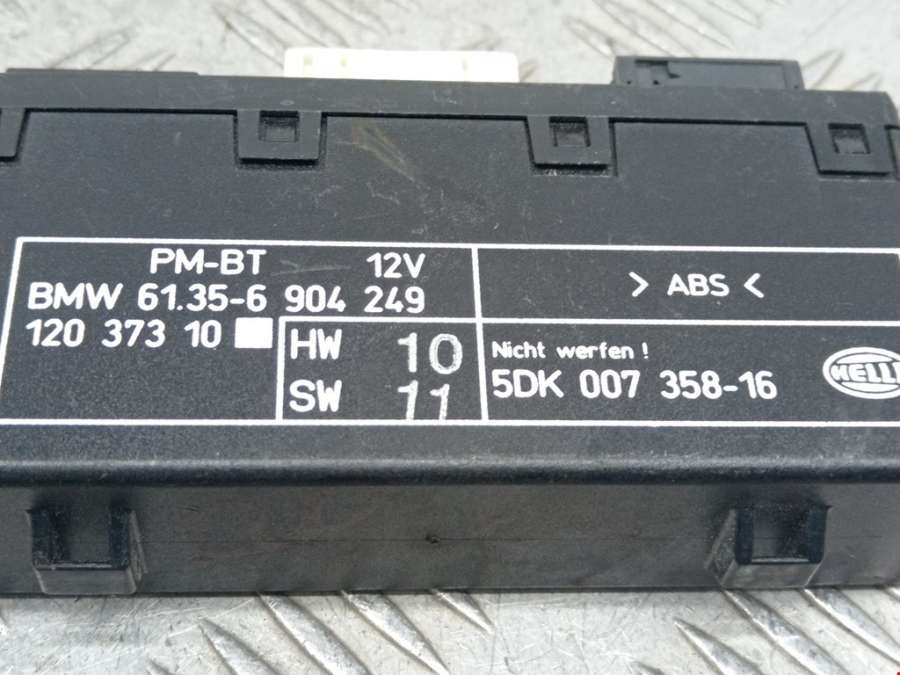 PM-BT 12V
BMW 61.35-6 904 249
120 373 10
HW 10
SW 11
> ABS <
Nicht werfen !
5DK 007 358-16